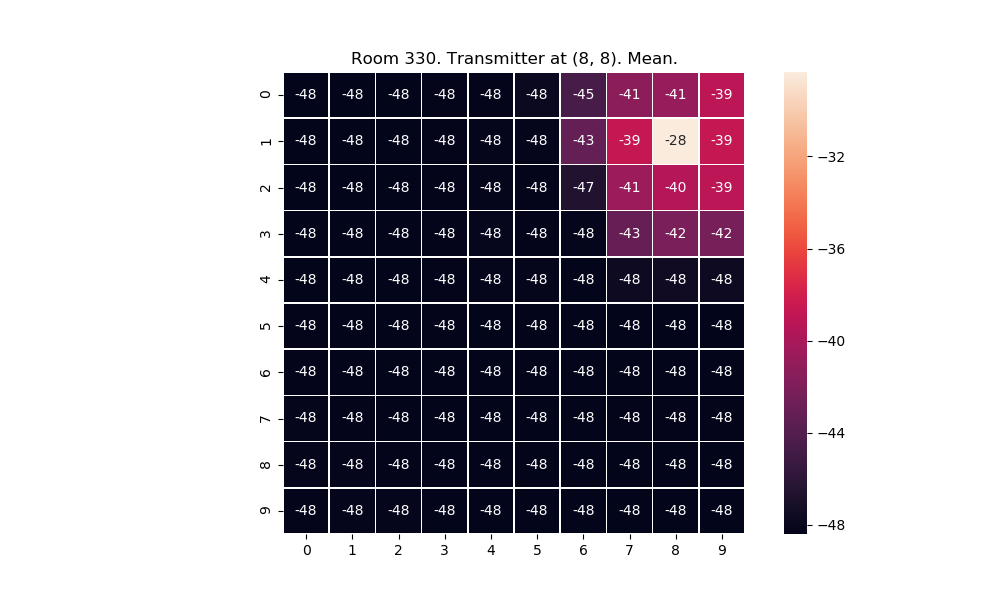 Room 330. Transmitter at (8, 8). Mean.
0 -48 -48 -48 -48 -48 -48 -45 -41 -41 -39
1 -48 -48 -48 -48 -48 -48 -43 -39 -28 -39
2 -48 -48 -48 -48 -48 -48 -47 -41 -40 -39
3 -48 -48 -48 -48 -48 -48 -48 -43 -42 -42
4 -48 -48 -48 -48 -48 -48 -48 -48 -48 -48
5 -48 -48 -48 -48 -48 -48 -48 -48 -48 -48
6 -48 -48 -48 -48 -48 -48 -48 -48 -48 -48
7 -48 -48 -48 -48 -48 -48 -48 -48 -48 -48
8 -48 -48 -48 -48 -48 -48 -48 -48 -48 -48
9 -48 -48 -48 -48 -48 -48 -48 -48 -48 -48
0 1 2 3 4 5 6 7 8 9
−32
−36
−40
−44
−48